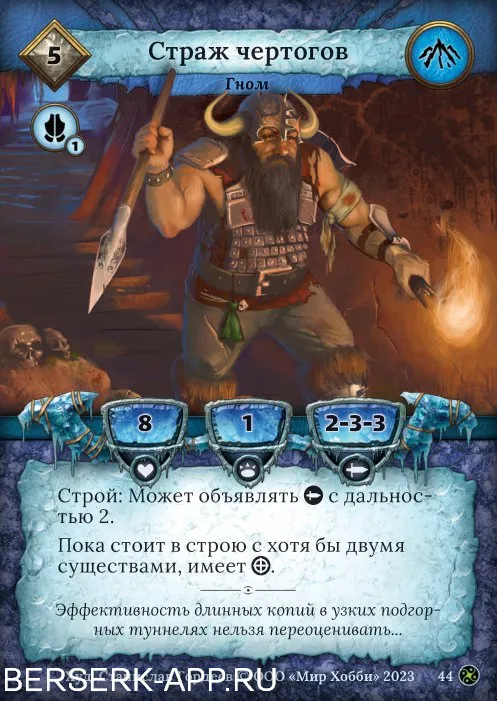 5
Страж чертогов
Гном
1
8
1
2-3-3
Строй: Может объявлять с дально-
стью 2.
Пока стоит в строю с хотя бы двумя
существами, имеет .
Эффективность длинных копий в узких подгор-
ных туннелях нельзя переоценивать...
ООО «Мир Хобби» 2023 44
BERSERK-APP.RU